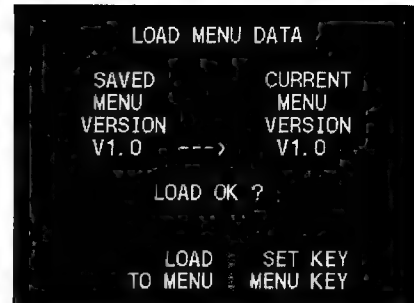 LOAD MENU DATA
SAVED CURRENT
MENU MENU
VERSION VERSION
V1.0 ---> V1.0
LOAD OK ?
LOAD SET KEY
TO MENU MENU KEY